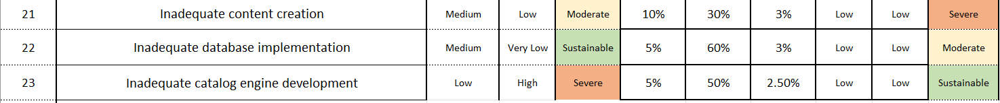 21 Inadequate content creation Medium Low Moderate 10% 30% 3% Low Low Severe
22 Inadequate database implementation Medium Very Low Sustainable 5% 60% 3% Low Low Moderate
23 Inadequate catalog engine development Low High Severe 5% 50% 2.50% Low Low Sustainable